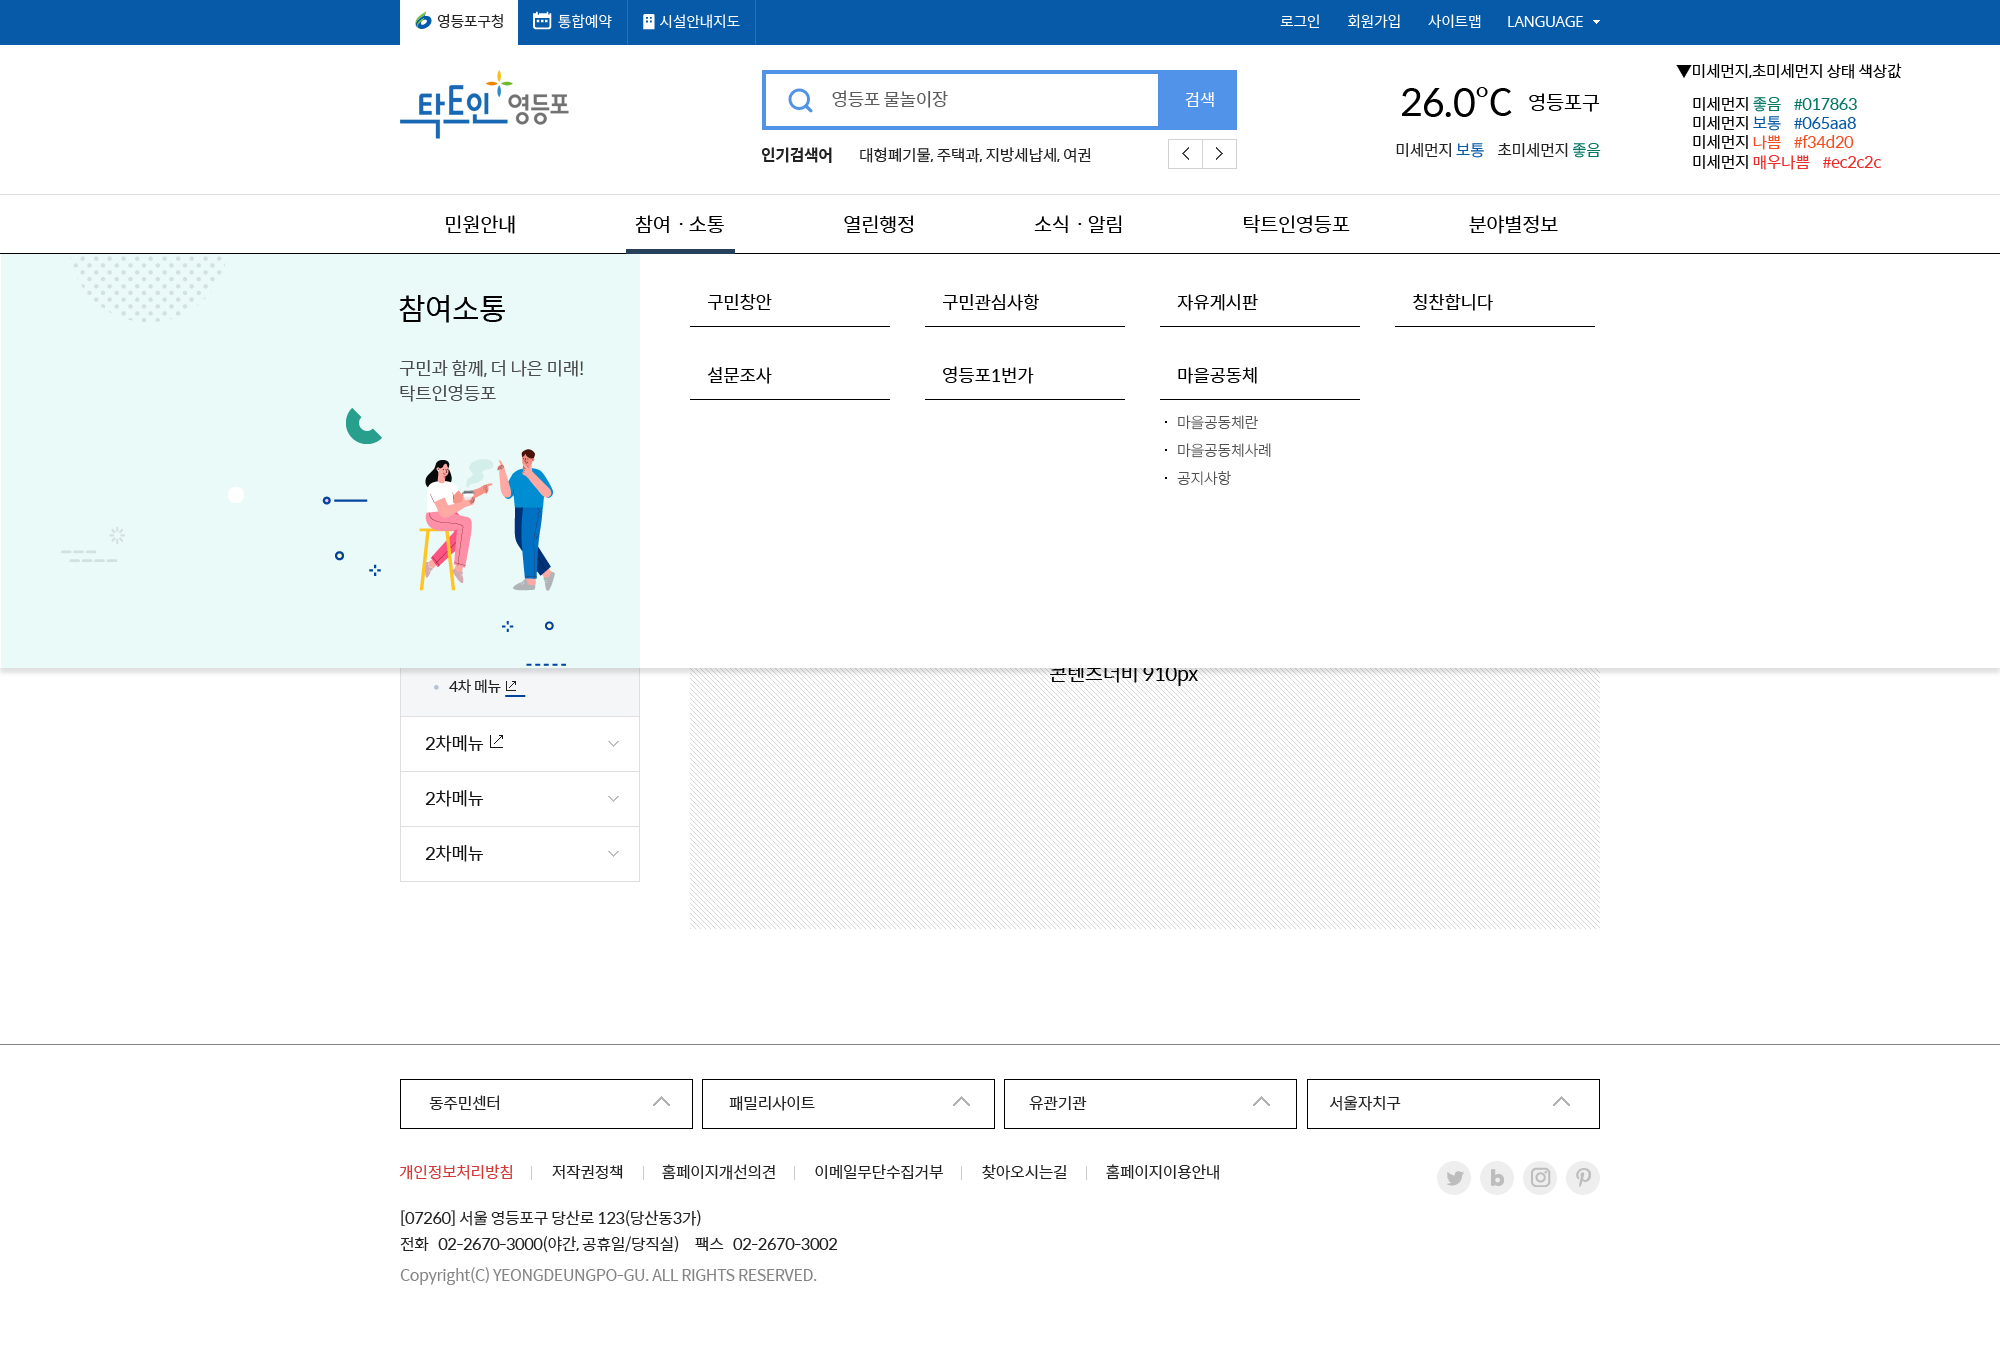 영등포구청 통합예약 시설안내지도 로그인 회원가입 사이트맵 LANGUAGE
탁트인 영등포
영등포 물놀이장 검색
인기검색어 대형폐기물, 주택과, 지방세납세, 여권
26.0°C 영등포구
미세먼지 보통 초미세먼지 좋음
▼미세먼지,초미세먼지 상태 색상값
미세먼지 좋음 #017863
미세먼지 보통 #065aa8
미세먼지 나쁨 #f34d20
미세먼지 매우나쁨 #ec2c2c
민원안내 참여 · 소통 열린행정 소식 · 알림 탁트인영등포 분야별정보
참여소통
구민과 함께, 더 나은 미래!
탁트인영등포
구민창안 구민관심사항 자유게시판 칭찬합니다
설문조사 영등포1번가 마을공동체
· 마을공동체란
· 마을공동체사례
· 공지사항
콘텐츠너비 910px
4차 메뉴
2차메뉴
2차메뉴
2차메뉴
동주민센터 패밀리사이트 유관기관 서울자치구
개인정보처리방침 저작권정책 홈페이지개선의견 이메일무단수집거부 찾아오시는길 홈페이지이용안내
[07260] 서울 영등포구 당산로 123(당산동3가)
전화 02-2670-3000(야간, 공휴일/당직실) 팩스 02-2670-3002
Copyright(C) YEONGDEUNGPO-GU. ALL RIGHTS RESERVED.